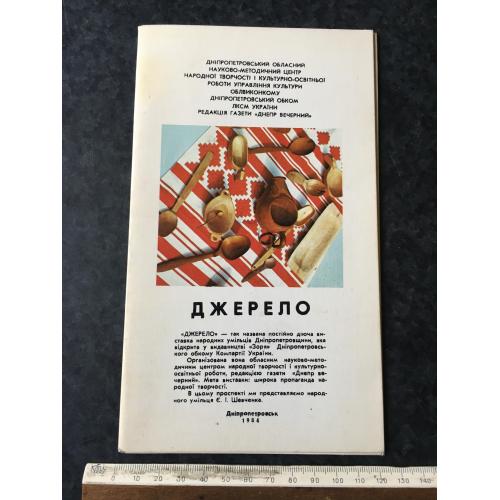 ДНІПРОПЕТРОВСЬКИЙ ОБЛАСНИЙ
НАУКОВО-МЕТОДИЧНИЙ ЦЕНТР
НАРОДНОЇ ТВОРЧОСТІ І КУЛЬТУРНО-ОСВІТНЬОЇ
РОБОТИ УПРАВЛІННЯ КУЛЬТУРИ
ОБЛВИКОНКОМУ
ДНІПРОПЕТРОВСЬКИЙ ОБКОМ
ЛКСМ УКРАЇНИ
РЕДАКЦІЯ ГАЗЕТИ «ДНЕПР ВЕЧЕРНИЙ»
ДЖЕРЕЛО
«ДЖЕРЕЛО» — так названа постійно діюча ви-
ставка народних умільців Дніпропетровщини, яка
відкрита у видавництві «Зоря» Дніпропетровсь-
кого обкому Компартії України.
Організована вона обласним науково-мето-
дичним центром народної творчості і культурно-
освітньої роботи, редакцією газети «Днепр ве-
черний». Мета виставки: широка пропаганда на-
родної творчості.
В цьому проспекті ми представляємо народ-
ного умільця Є. І. Шевченка.
Дніпропетровськ
1984